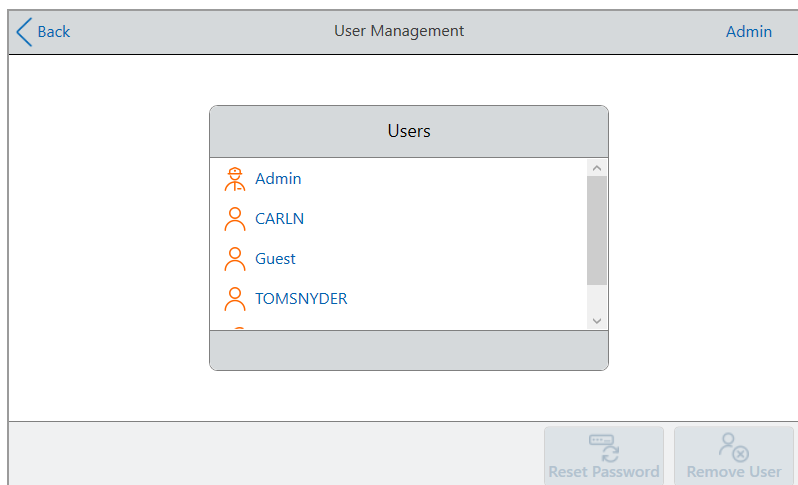 Back
User Management
Admin
Users
Admin
CARLN
Guest
TOMSNYDER
Reset Password
Remove User